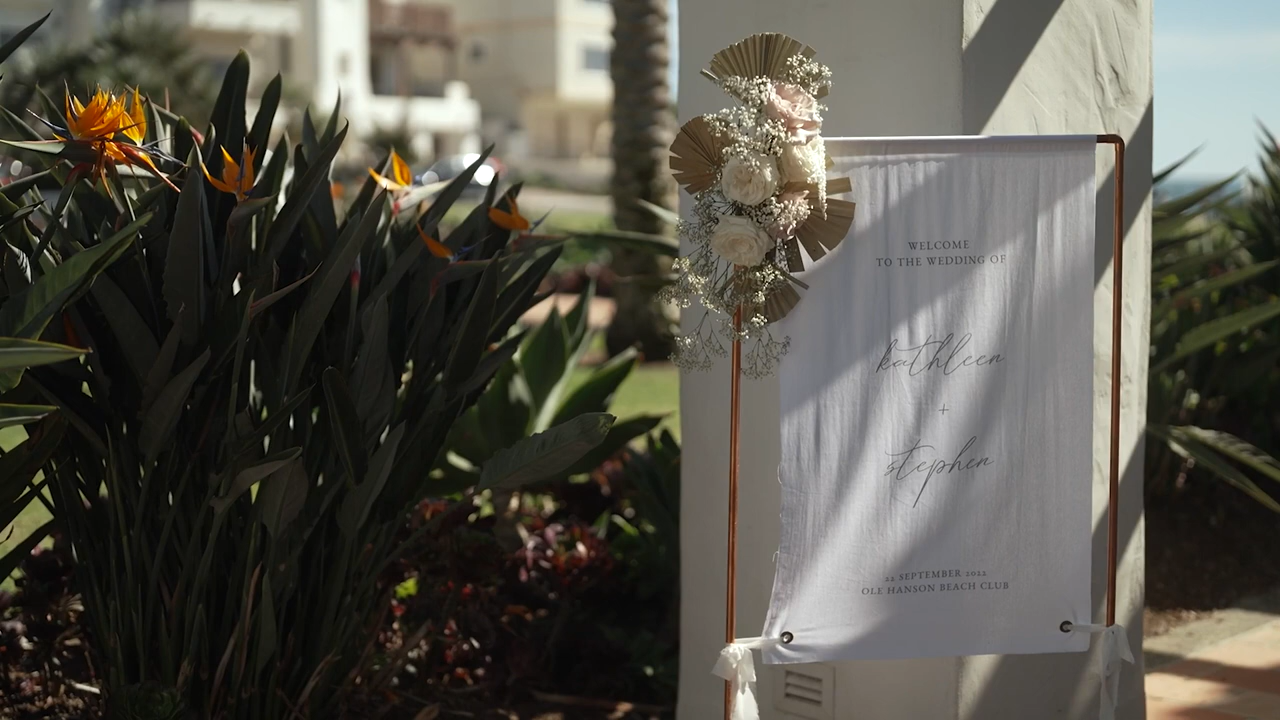 WELCOME
TO THE WEDDING OF
kathleen
+
stephen
22 SEPTEMBER 2022
OLE HANSON BEACH CLUB